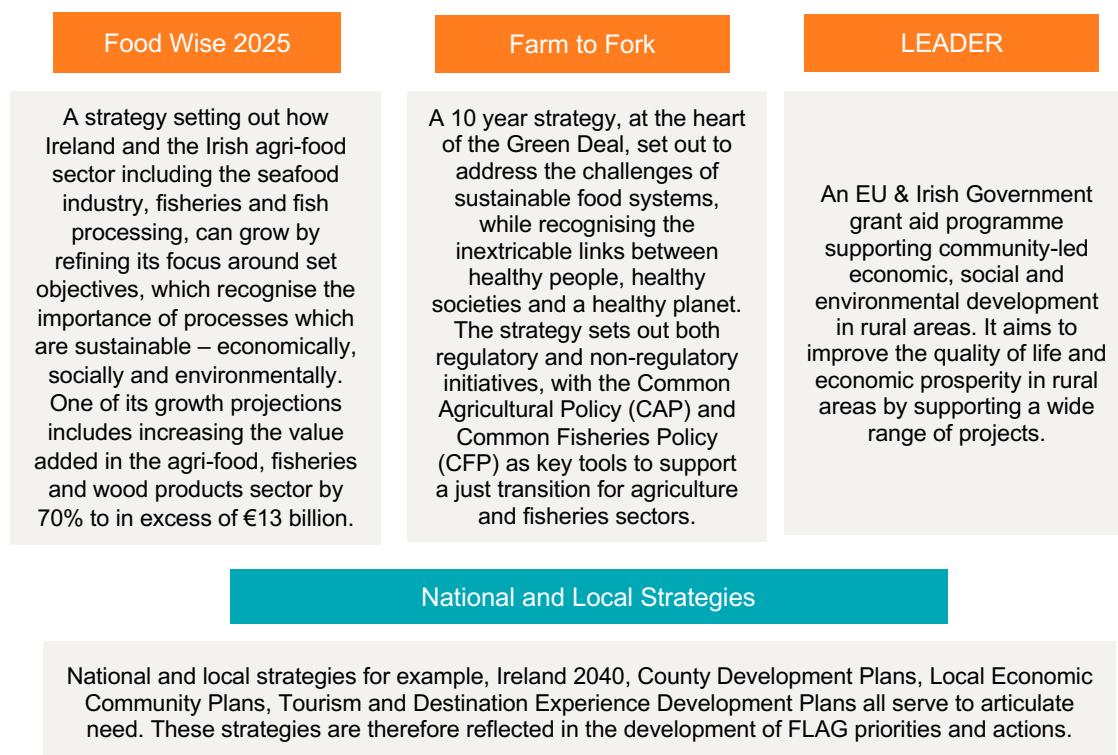 Food Wise 2025
A strategy setting out how
Ireland and the Irish agri-food
sector including the seafood
industry, fisheries and fish
processing, can grow by
refining its focus around set
objectives, which recognise the
importance of processes which
are sustainable – economically,
socially and environmentally.
One of its growth projections
includes increasing the value
added in the agri-food, fisheries
and wood products sector by
70% to in excess of €13 billion.
Farm to Fork
A 10 year strategy, at the heart
of the Green Deal, set out to
address the challenges of
sustainable food systems,
while recognising the
inextricable links between
healthy people, healthy
societies and a healthy planet.
The strategy sets out both
regulatory and non-regulatory
initiatives, with the Common
Agricultural Policy (CAP) and
Common Fisheries Policy
(CFP) as key tools to support
a just transition for agriculture
and fisheries sectors.
LEADER
An EU & Irish Government
grant aid programme
supporting community-led
economic, social and
environmental development
in rural areas. It aims to
improve the quality of life and
economic prosperity in rural
areas by supporting a wide
range of projects.
National and Local Strategies
National and local strategies for example, Ireland 2040, County Development Plans, Local Economic
Community Plans, Tourism and Destination Experience Development Plans all serve to articulate
need. These strategies are therefore reflected in the development of FLAG priorities and actions.